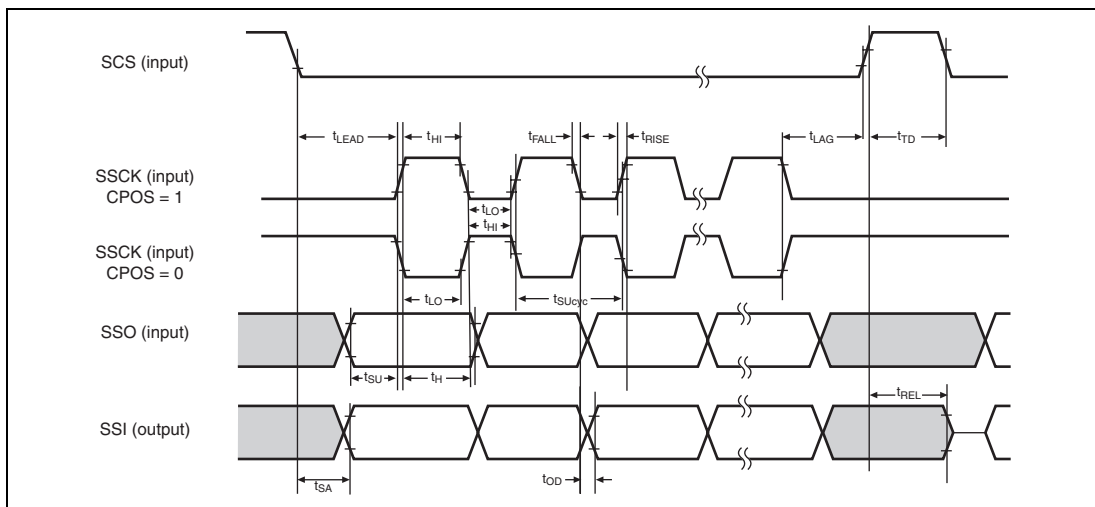 SCS (input)
tLEAD
tHI
tFALL
tRISE
tLAG
tTD
SSCK (input)
CPOS = 1
tLO
tHI
SSCK (input)
CPOS = 0
tLO
tSUcyc
SSO (input)
tSU
tH
tREL
SSI (output)
tSA
tOD